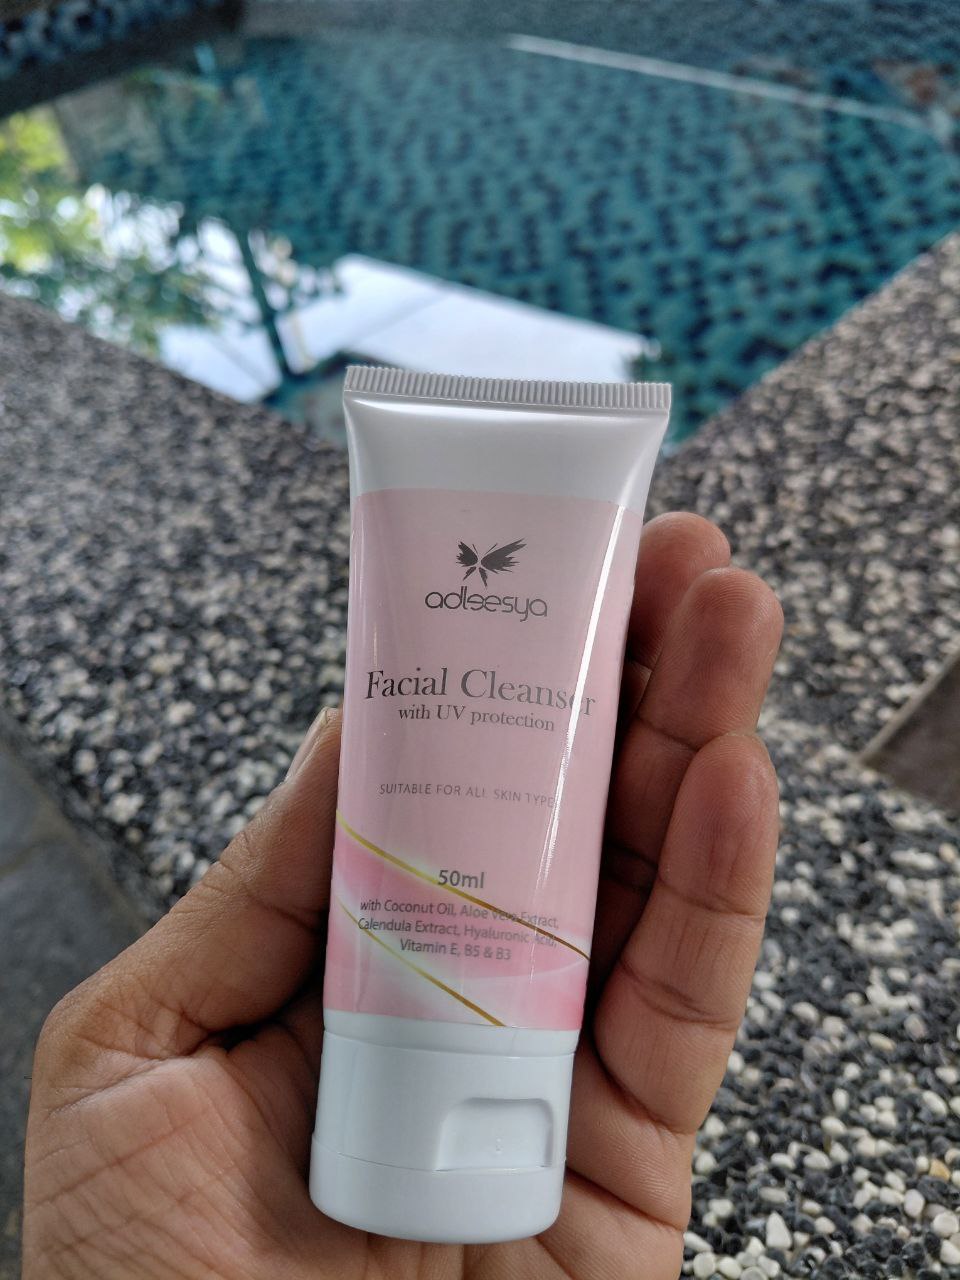 adleesya
Facial Cleanser
with UV protection
SUITABLE FOR ALL SKIN TYPE
50ml
with Coconut Oil, Aloe Vera Extract,
Calendula Extract, Hyaluronic Acid,
Vitamin E, B5 & B3